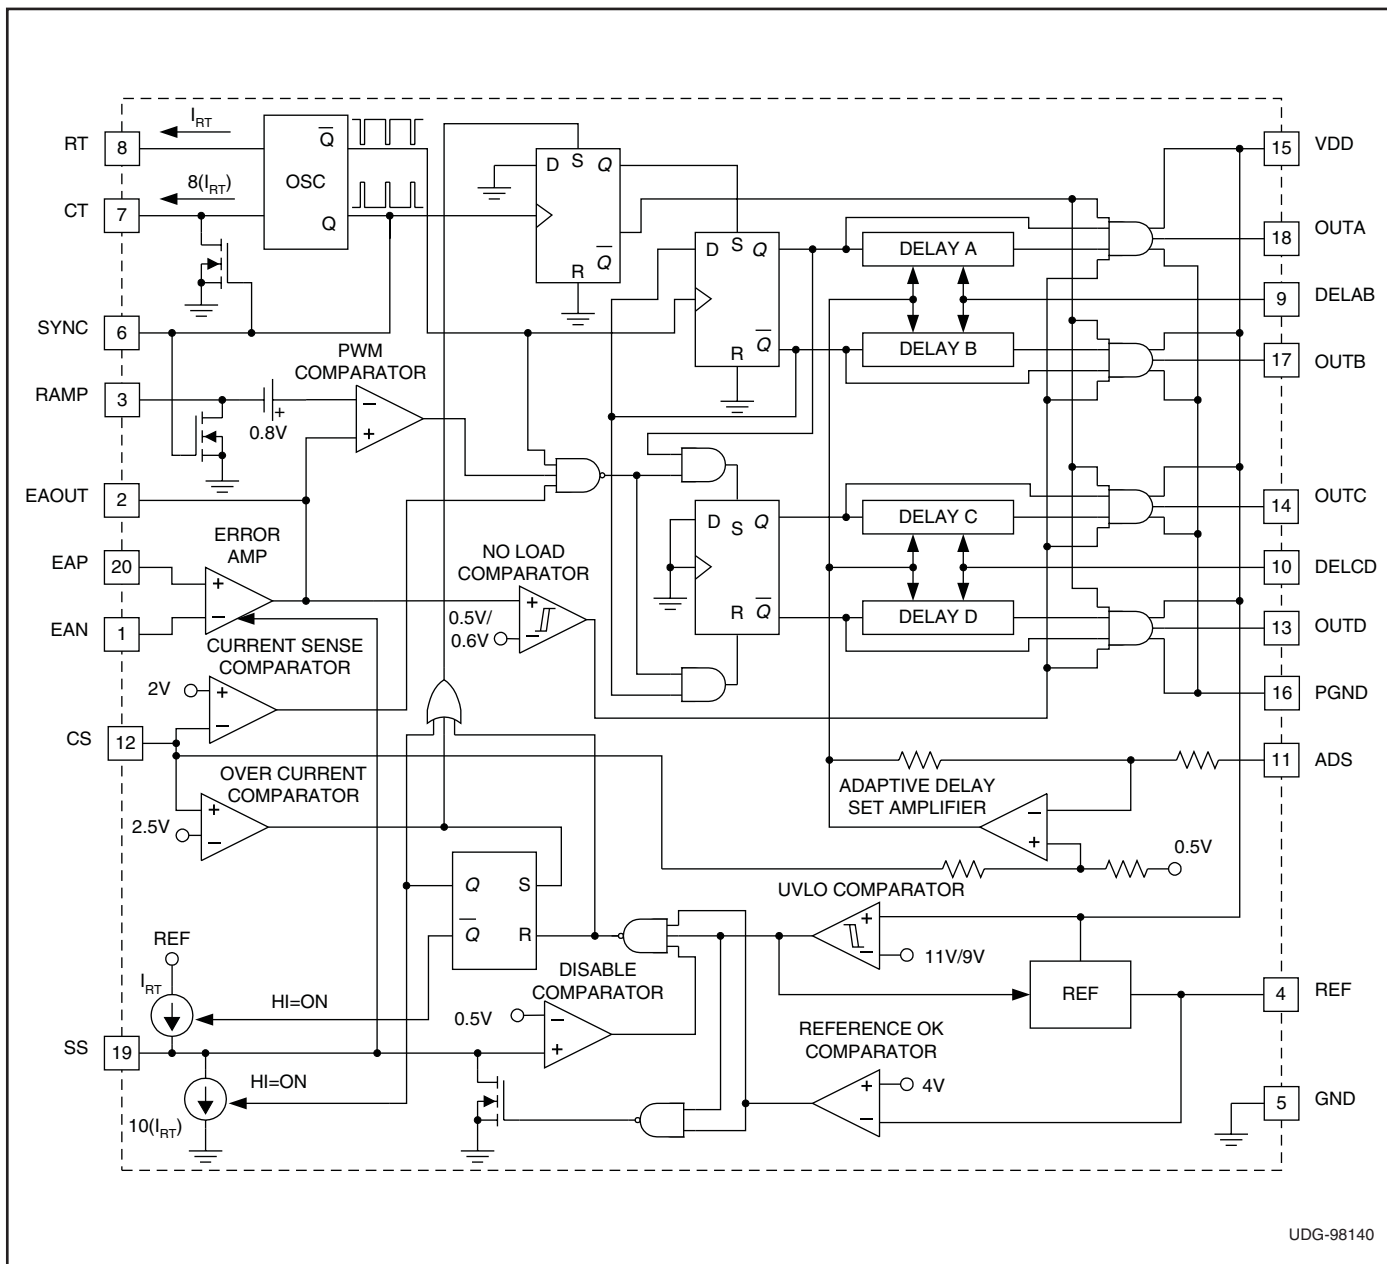 RT
8
I_RT
CT
7
8(I_RT)
OSC
Q̅
Q
D
S
Q
Q̅
R
D
S
Q
Q̅
R
DELAY A
DELAY B
15
VDD
18
OUTA
9
DELAB
17
OUTB
SYNC
6
RAMP
3
+
0.8V
PWM
COMPARATOR
−
+
EAOUT
2
ERROR
AMP
EAP
20
+
−
EAN
1
NO LOAD
COMPARATOR
0.5V/
0.6V
+
−
D
S
Q
Q̅
R
DELAY C
DELAY D
14
OUTC
10
DELCD
13
OUTD
16
PGND
CURRENT SENSE
COMPARATOR
2V
+
−
CS
12
OVER CURRENT
COMPARATOR
+
−
2.5V
11
ADS
ADAPTIVE DELAY
SET AMPLIFIER
−
+
0.5V
Q
Q̅
S
R
UVLO COMPARATOR
+
−
11V/9V
REF
I_RT
HI=ON
DISABLE
COMPARATOR
0.5V
−
+
REF
4
REF
SS
19
HI=ON
10(I_RT)
REFERENCE OK
COMPARATOR
+
−
4V
5
GND
UDG-98140